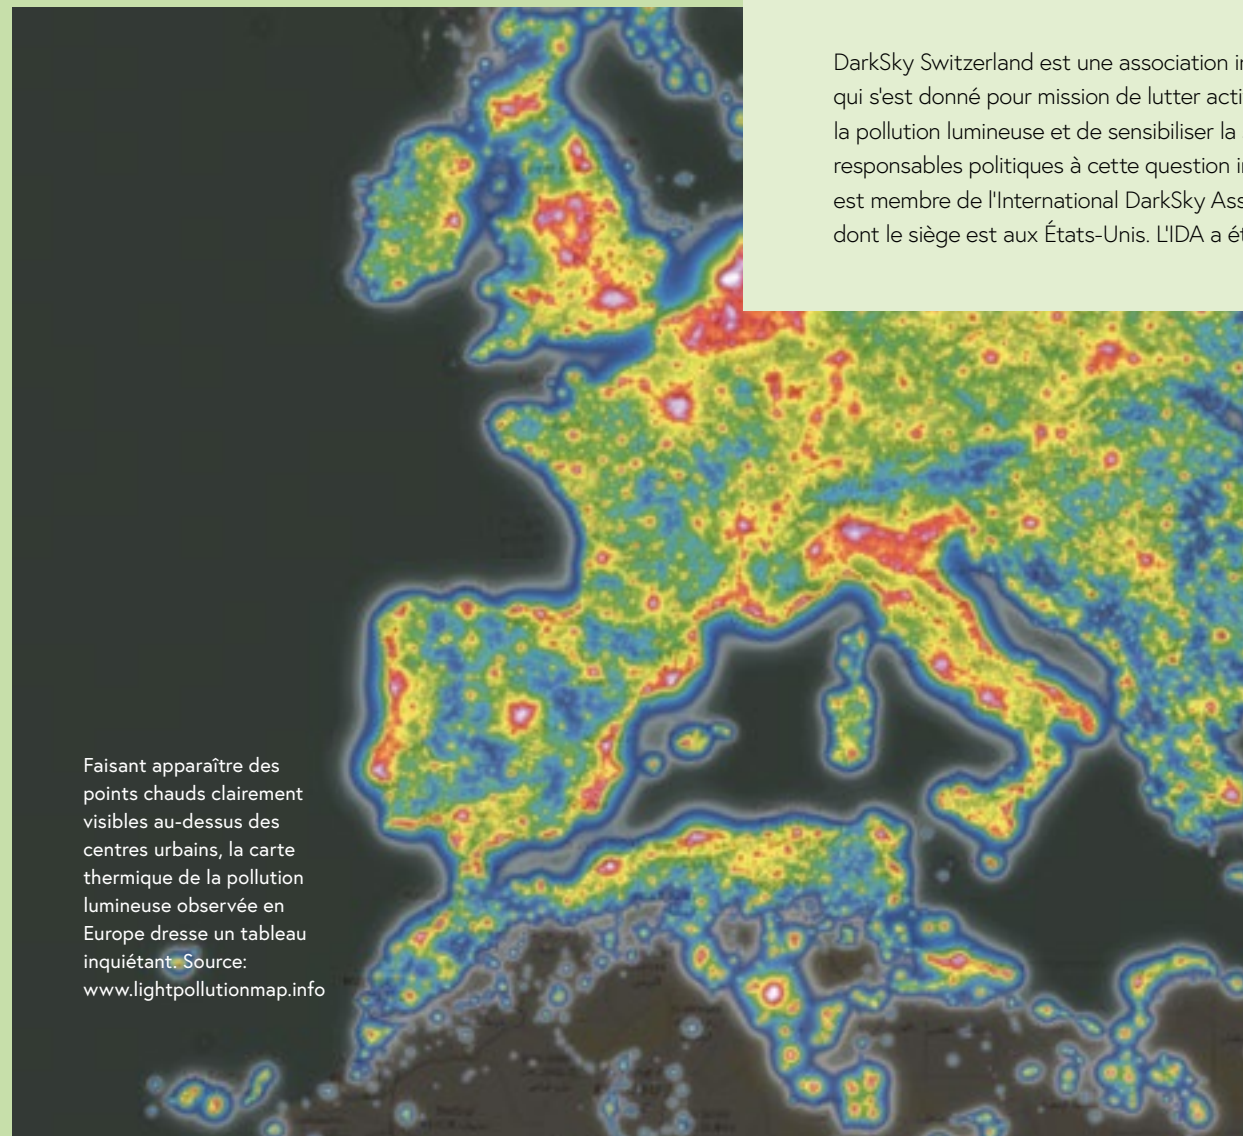 DarkSky Switzerland est une association
qui s'est donné pour mission de lutter
la pollution lumineuse et de sensibiliser la
responsables politiques à cette question
est membre de l'International DarkSky
dont le siège est aux États-Unis. L'IDA a
Faisant apparaître des
points chauds clairement
visibles au-dessus des
centres urbains, la carte
thermique de la pollution
lumineuse observée en
Europe dresse un tableau
inquiétant. Source:
www.lightpollutionmap.info